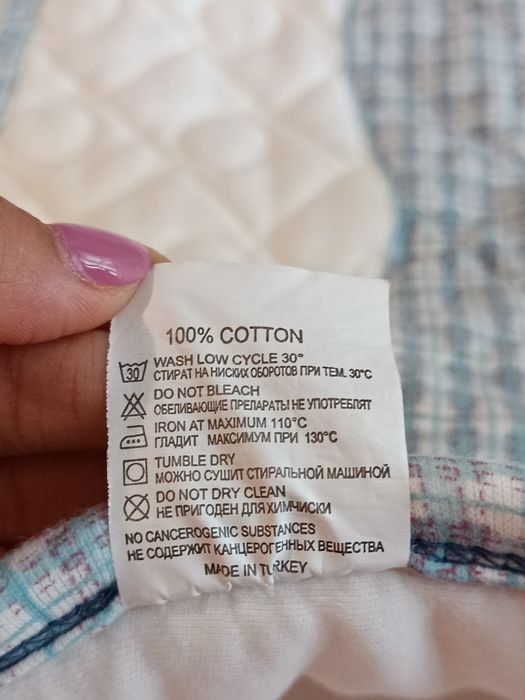 100% COTTON
30 WASH LOW CYCLE 30°
СТИРАТ НА НИСКИХ ОБОРОТОВ ПРИ ТЕМ. 30°C
DO NOT BLEACH
ОБЕЛИВАЮЩИЕ ПРЕПАРАТЫ НЕ УПОТРЕБЛЯТ
IRON AT MAXIMUM 110°C
ГЛАДИТ МАКСИМУМ ПРИ 130°C
TUMBLE DRY
МОЖНО СУШИТ СТИРАЛЬНОЙ МАШИНОЙ
DO NOT DRY CLEAN
НЕ ПРИГОДЕН ДЛЯ ХИМЧИСКИ
NO CANCEROGENIC SUBSTANCES
НЕ СОДЕРЖИТ КАНЦЕРОГЕННЫХ ВЕЩЕСТВА
MADE IN TURKEY